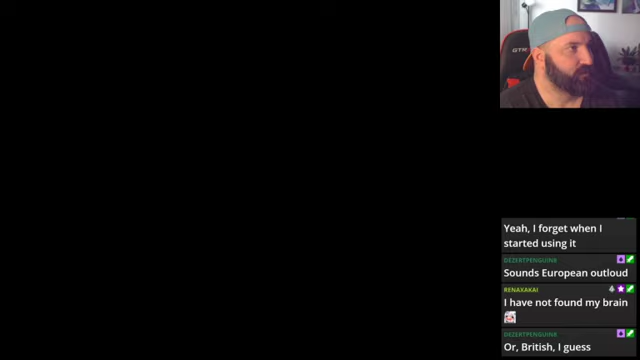 Yeah, I forget when I
started using it
DEZERTPENGUIN8
Sounds European outloud
RENAXAKAI
I have not found my brain
DEZERTPENGUIN8
Or, British, I guess